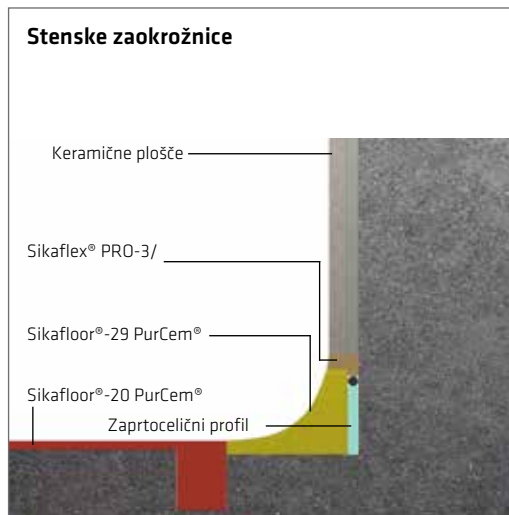 Stenske zaokrožnice
Keramične plošče
Sikaflex® PRO-3/
Sikafloor®-29 PurCem®
Sikafloor®-20 PurCem®
Zaprtocelični profil